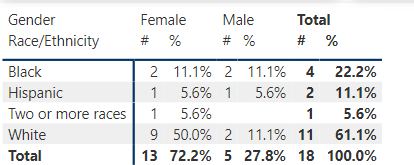 Gender Female Male Total
Race/Ethnicity # % # % # %
Black 2 11.1% 2 11.1% 4 22.2%
Hispanic 1 5.6% 1 5.6% 2 11.1%
Two or more races 1 5.6% 1 5.6%
White 9 50.0% 2 11.1% 11 61.1%
Total 13 72.2% 5 27.8% 18 100.0%